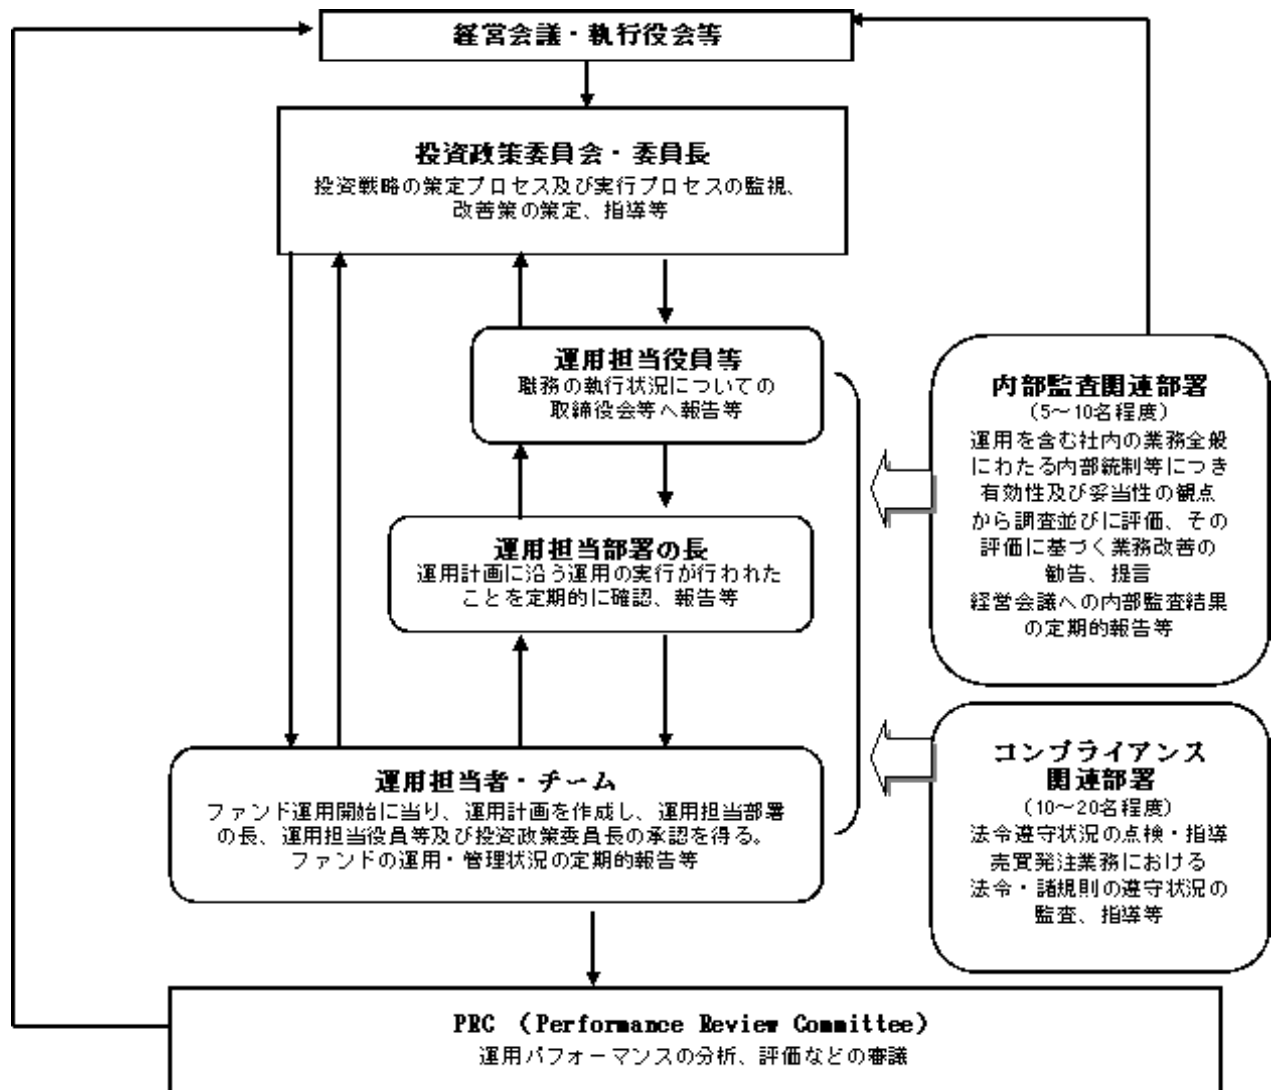 経営会議・執行役会等
投資政策委員会・委員長
投資戦略の策定プロセス及び実行プロセスの監視、
改善策の策定、指導等
運用担当役員等
職務の執行状況についての
取締役会等へ報告等
運用担当部署の長
運用計画に沿う運用の実行が行われた
ことを定期的に確認、報告等
運用担当者・チーム
ファンド運用開始に当り、運用計画を作成し、運用担当部署
の長、運用担当役員等及び投資政策委員長の承認を得る。
ファンドの運用・管理状況の定期的報告等
内部監査関連部署
(5～10名程度)
運用を含む社内の業務全般
にわたる内部統制等につき
有効性及び妥当性の観点
から調査並びに評価、その
評価に基づく業務改善の
勧告、提言
経営会議への内部監査結果
の定期的報告等
コンプライアンス
関連部署
(10～20名程度)
法令遵守状況の点検・指導
売買発注業務における
法令・諸規則の遵守状況の
監査、指導等
PRC (Performance Review Committee)
運用パフォーマンスの分析、評価などの審議